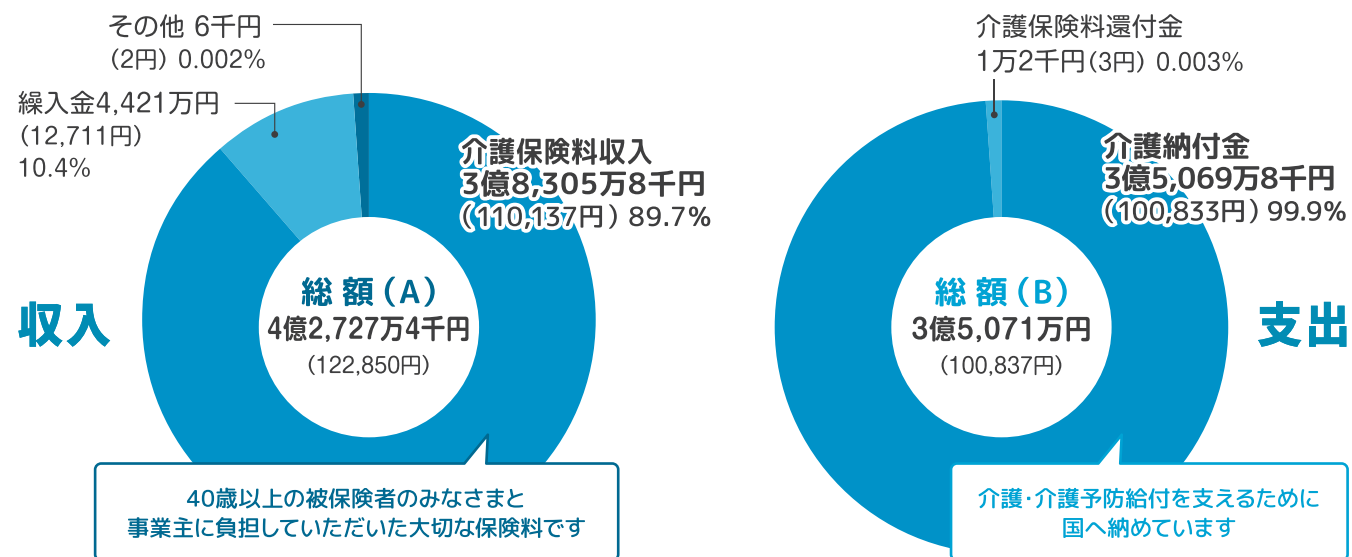 その他 6千円
（2円）0.002%
繰入金4,421万円
（12,711円）
10.4%
介護保険料収入
3億8,305万8千円
（110,137円）89.7%
総額（A）
4億2,727万4千円
（122,850円）
収入
40歳以上の被保険者のみなさまと
事業主に負担していただいた大切な保険料です
介護保険料還付金
1万2千円（3円）0.003%
介護納付金
3億5,069万8千円
（100,833円）99.9%
総額（B）
3億5,071万円
（100,837円）
支出
介護・介護予防給付を支えるために
国へ納めています